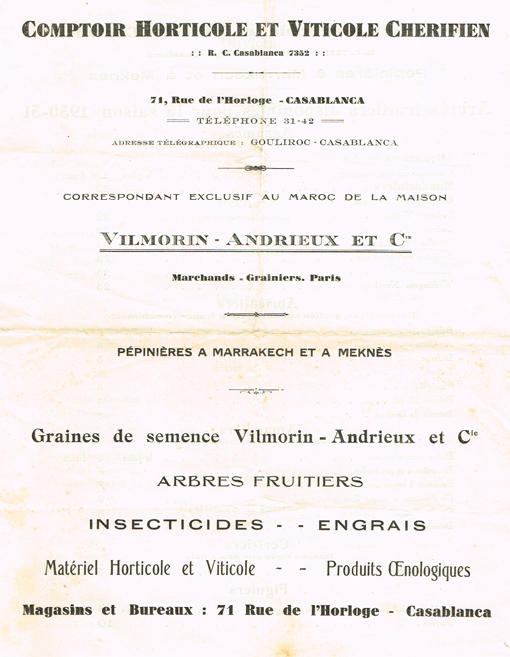 COMPTOIR HORTICOLE ET VITICOLE CHERIFIEN
: : R. C. Casablanca 7352 : :
71, Rue de l'Horloge - CASABLANCA
TÉLÉPHONE 31-42
ADRESSE TÉLÉGRAPHIQUE : GOULIROC - CASABLANCA
CORRESPONDANT EXCLUSIF AU MAROC DE LA MAISON
VILMORIN - ANDRIEUX ET Cie
Marchands - Grainiers. Paris
PÉPINIÈRES A MARRAKECH ET A MEKNÈS
Graines de semence Vilmorin - Andrieux et Cie
ARBRES FRUITIERS
INSECTICIDES - - ENGRAIS
Matériel Horticole et Viticole - - Produits Œnologiques
Magasins et Bureaux : 71 Rue de l'Horloge - Casablanca